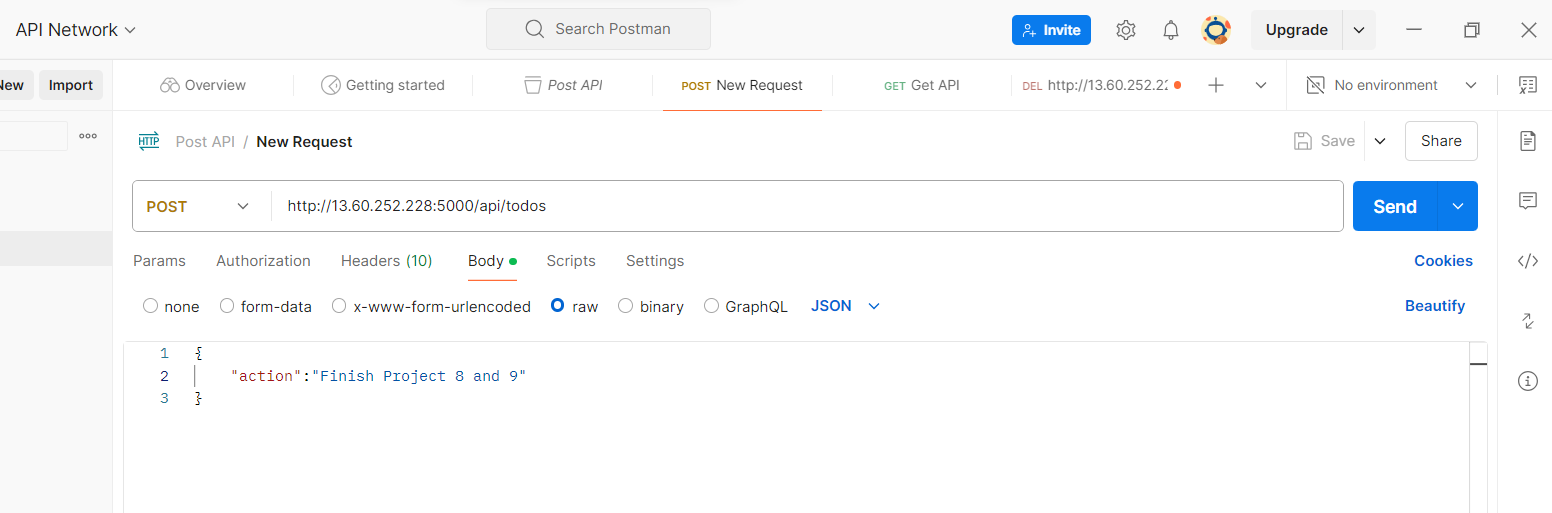 API Network
Search Postman
Invite
Upgrade
Import
Overview
Getting started
Post API
POST New Request
GET Get API
DEL http://13.60.252.22
No environment
HTTP Post API / New Request
Save
Share
POST
http://13.60.252.228:5000/api/todos
Send
Params
Authorization
Headers (10)
Body
Scripts
Settings
Cookies
none
form-data
x-www-form-urlencoded
raw
binary
GraphQL
JSON
Beautify
1 {
2 "action":"Finish Project 8 and 9"
3 }